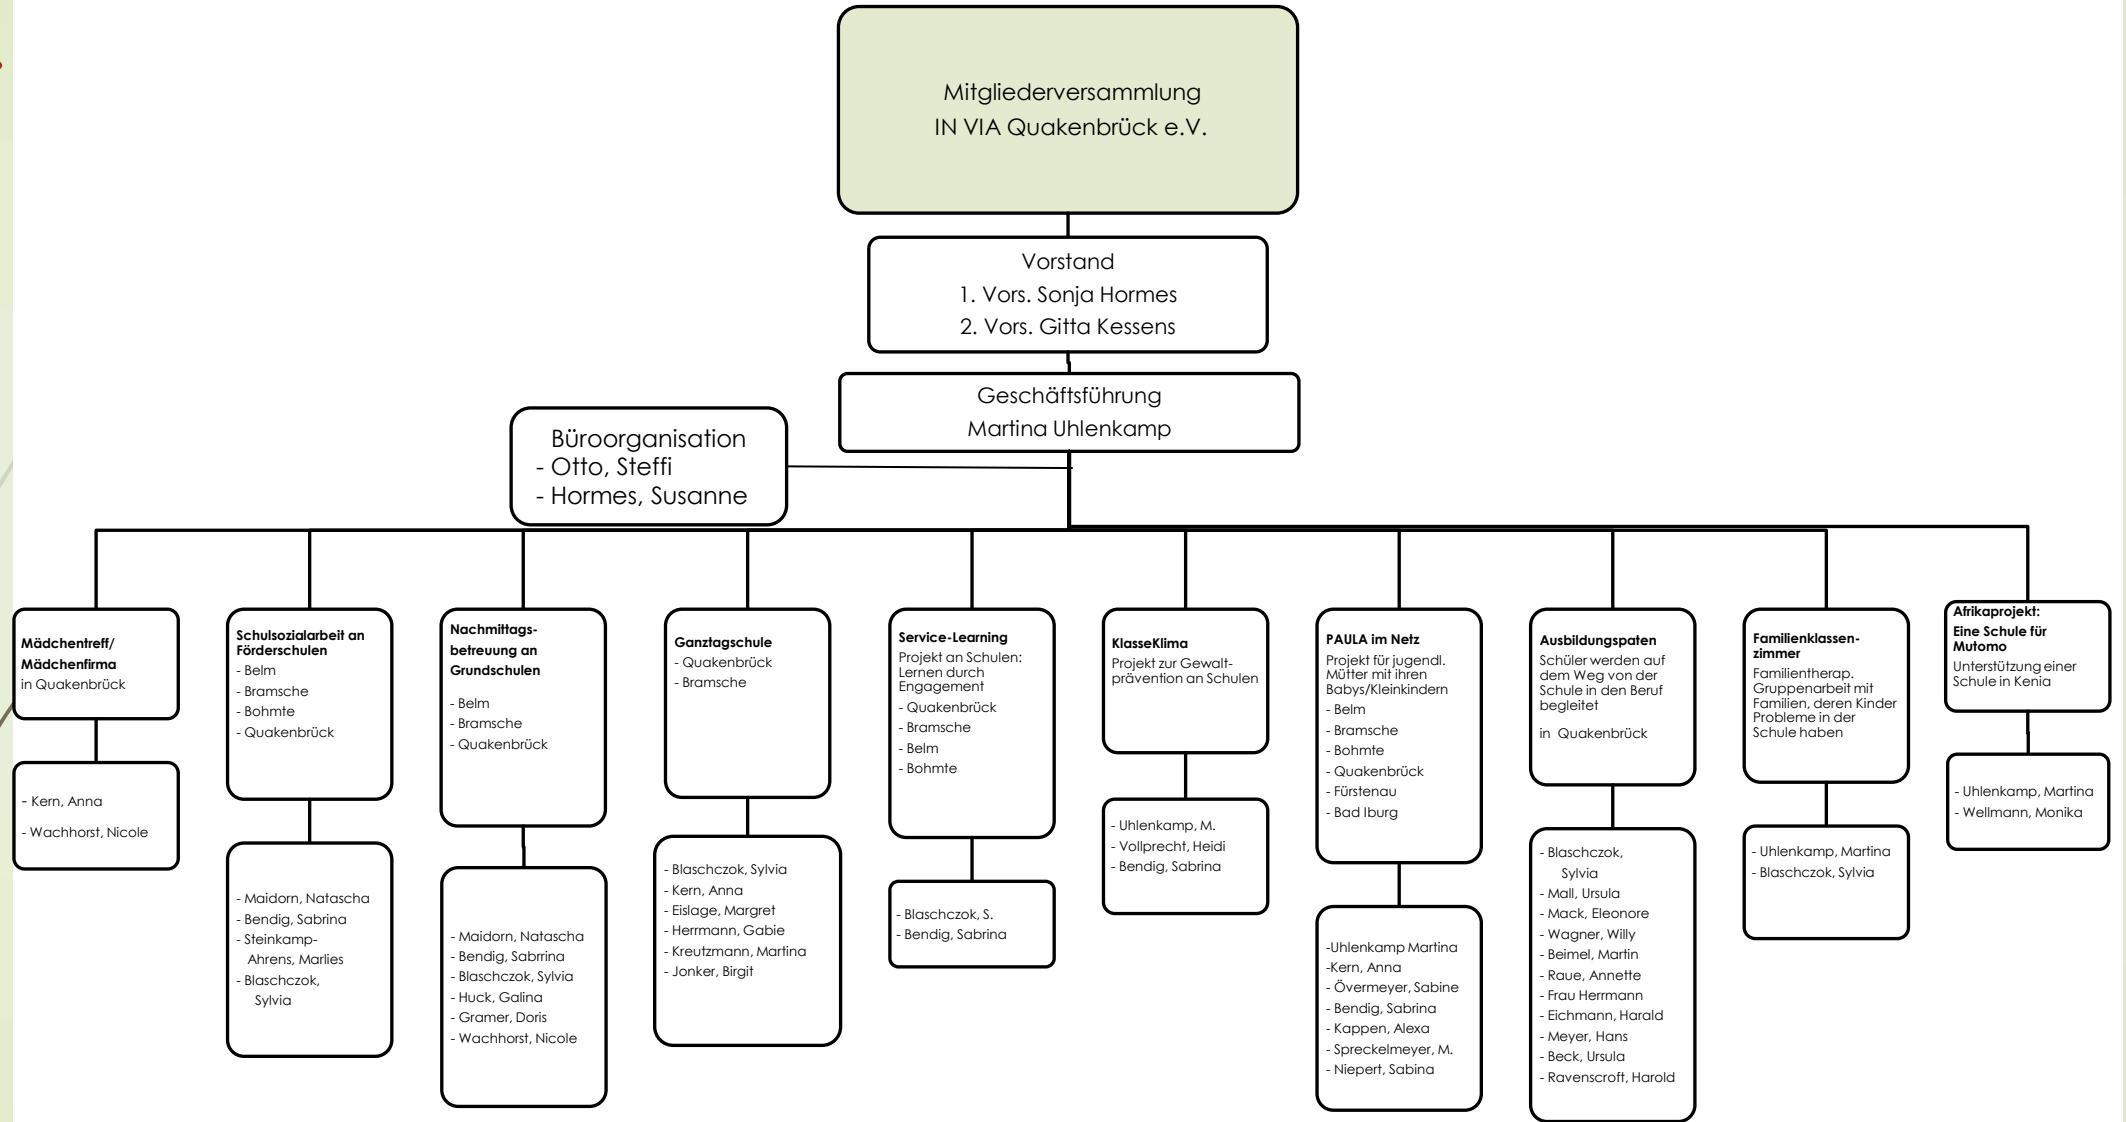 Mitgliederversammlung
IN VIA Quakenbrück e.V.
Vorstand
1. Vors. Sonja Hormes
2. Vors. Gitta Kessens
Geschäftsführung
Martina Uhlenkamp
Büroorganisation
- Otto, Steffi
- Hormes, Susanne
Mädchentreff/
Mädchenfirma
in Quakenbrück
- Kern, Anna
- Wachhorst, Nicole
Schulsozialarbeit an
Förderschulen
- Belm
- Bramsche
- Bohmte
- Quakenbrück
- Maidorn, Natascha
- Bendig, Sabrina
- Steinkamp-
Ahrens, Marlies
- Blaschczok,
Sylvia
Nachmittags-
betreuung an
Grundschulen
- Belm
- Bramsche
- Quakenbrück
- Maidorn, Natascha
- Bendig, Sabrrina
- Blaschczok, Sylvia
- Huck, Galina
- Gramer, Doris
- Wachhorst, Nicole
Ganztagschule
- Quakenbrück
- Bramsche
- Blaschczok, Sylvia
- Kern, Anna
- Eislage, Margret
- Herrmann, Gabie
- Kreutzmann, Martina
- Jonker, Birgit
Service-Learning
Projekt an Schulen:
Lernen durch
Engagement
- Quakenbrück
- Bramsche
- Belm
- Bohmte
- Blaschczok, S.
- Bendig, Sabrina
KlasseKlima
Projekt zur Gewalt-
prävention an Schulen
- Uhlenkamp, M.
- Vollprecht, Heidi
- Bendig, Sabrina
PAULA im Netz
Projekt für jugendl.
Mütter mit ihren
Babys/Kleinkindern
- Belm
- Bramsche
- Bohmte
- Quakenbrück
- Fürstenau
- Bad Iburg
-Uhlenkamp Martina
-Kern, Anna
- Övermeyer, Sabine
- Bendig, Sabrina
- Kappen, Alexa
- Spreckelmeyer, M.
- Niepert, Sabina
Ausbildungspaten
Schüler werden auf
dem Weg von der
Schule in den Beruf
begleitet
in Quakenbrück
- Blaschczok,
Sylvia
- Mall, Ursula
- Mack, Eleonore
- Wagner, Willy
- Beimel, Martin
- Raue, Annette
- Frau Herrmann
- Eichmann, Harald
- Meyer, Hans
- Beck, Ursula
- Ravenscroft, Harold
Familienklassen-
zimmer
Familientherap.
Gruppenarbeit mit
Familien, deren Kinder
Probleme in der
Schule haben
- Uhlenkamp, Martina
- Blaschczok, Sylvia
Afrikaprojekt:
Eine Schule für
Mutomo
Unterstützung einer
Schule in Kenia
- Uhlenkamp, Martina
- Wellmann, Monika